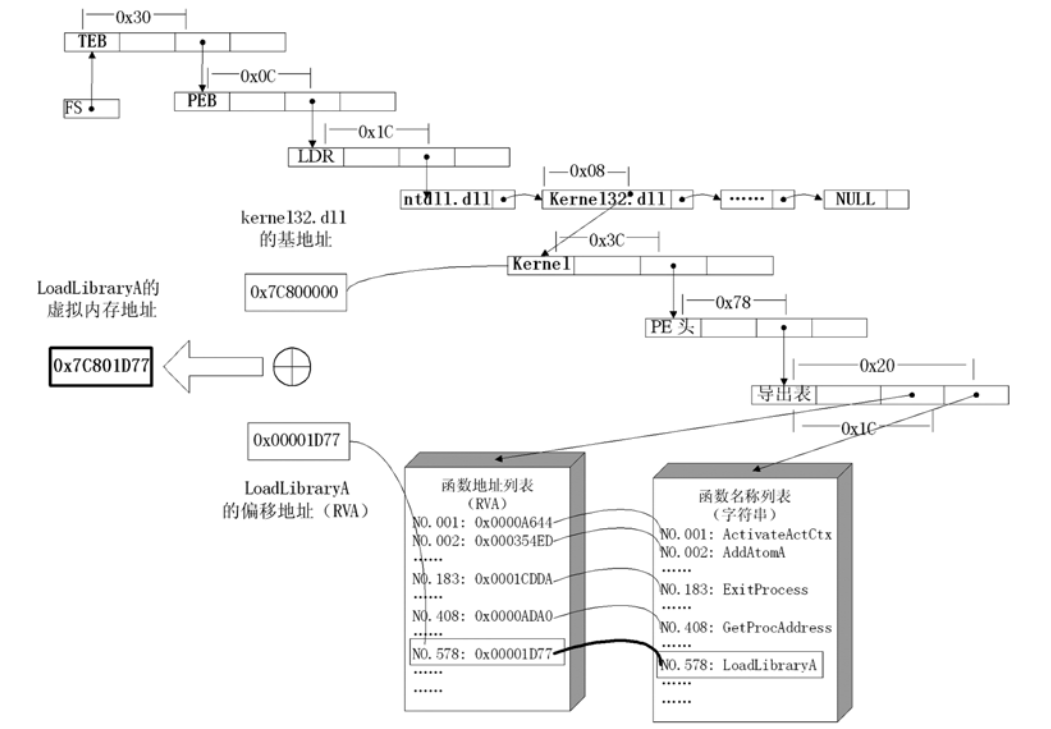 0x30
TEB
0x0C
FS
PEB
0x1C
LDR
0x08
ntdll.dll
Kernel32.dll
······
NULL
kernel32.dll
的基地址
0x3C
Kernel
0x7C800000
LoadLibraryA的
虚拟内存地址
0x78
PE 头
0x7C801D77
0x20
导出表
0x1C
0x00001D77
LoadLibraryA
的偏移地址（RVA）
函数地址列表
（RVA）
NO.001: 0x0000A644
NO.002: 0x000354ED
······
NO.183: 0x0001CDDA
······
NO.408: 0x0000ADA0
······
NO.578: 0x00001D77
······
······
函数名称列表
（字符串）
NO.001: ActivateActCtx
NO.002: AddAtomA
······
NO.183: ExitProcess
······
NO.408: GetProcAddress
······
NO.578: LoadLibraryA
······
······